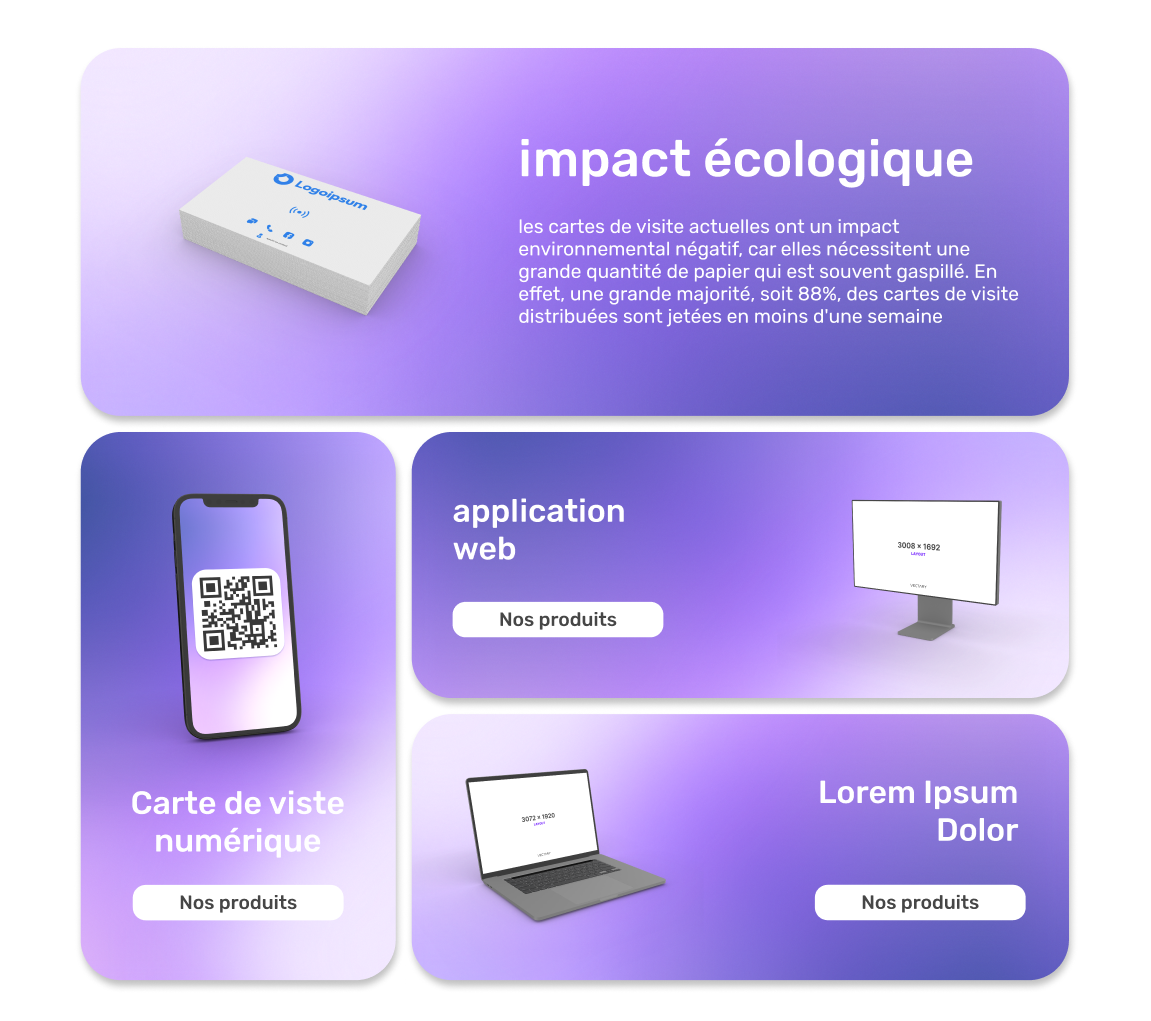 impact écologique
Logoipsum
les cartes de visite actuelles ont un impact
environnemental négatif, car elles nécessitent une
grande quantité de papier qui est souvent gaspillé. En
effet, une grande majorité, soit 88%, des cartes de visite
distribuées sont jetées en moins d'une semaine
application
web
3008 × 1692
LAYOUT
VECTARY
Nos produits
Carte de viste
numérique
Nos produits
3072 × 1920
LAYOUT
VECTARY
Lorem Ipsum
Dolor
Nos produits